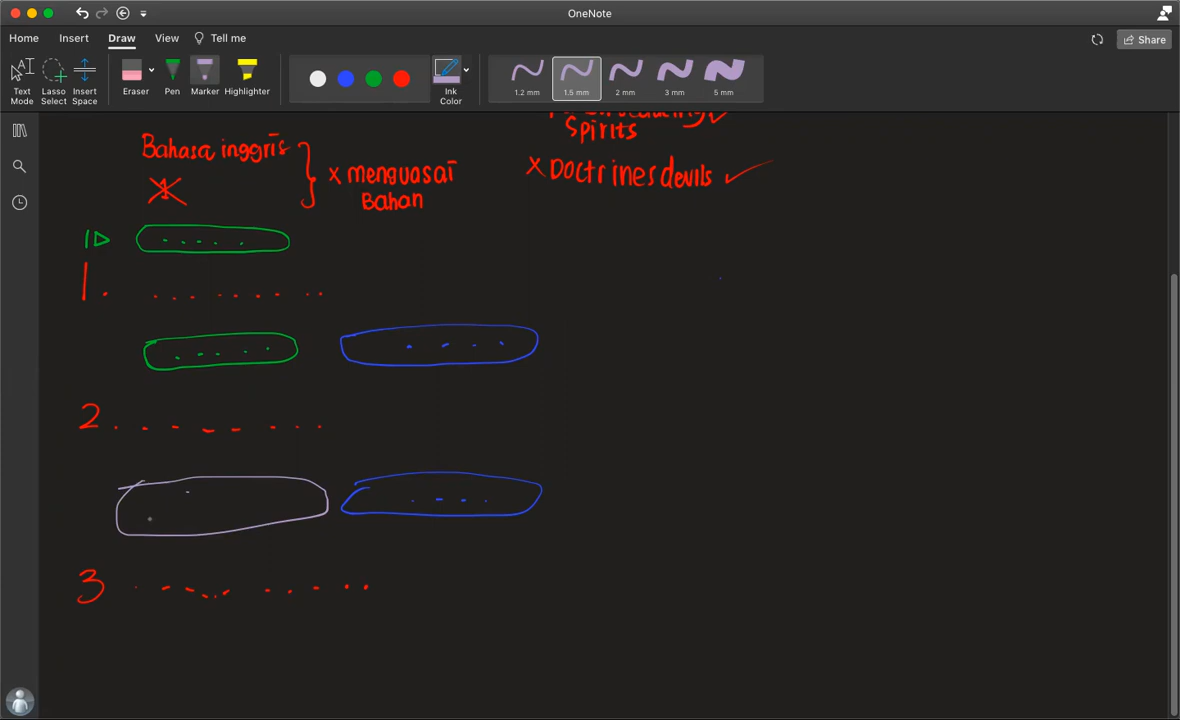 OneNote
Home Insert Draw View Tell me
Share
Text Mode
Lasso Select
Insert Space
Eraser
Pen
Marker
Highlighter
Ink Color
1.2 mm
1.5 mm
2 mm
3 mm
5 mm
Spirits
Bahasa inggris
x menguasai
Bahan
x Doctrines devils
1
1.
2
3